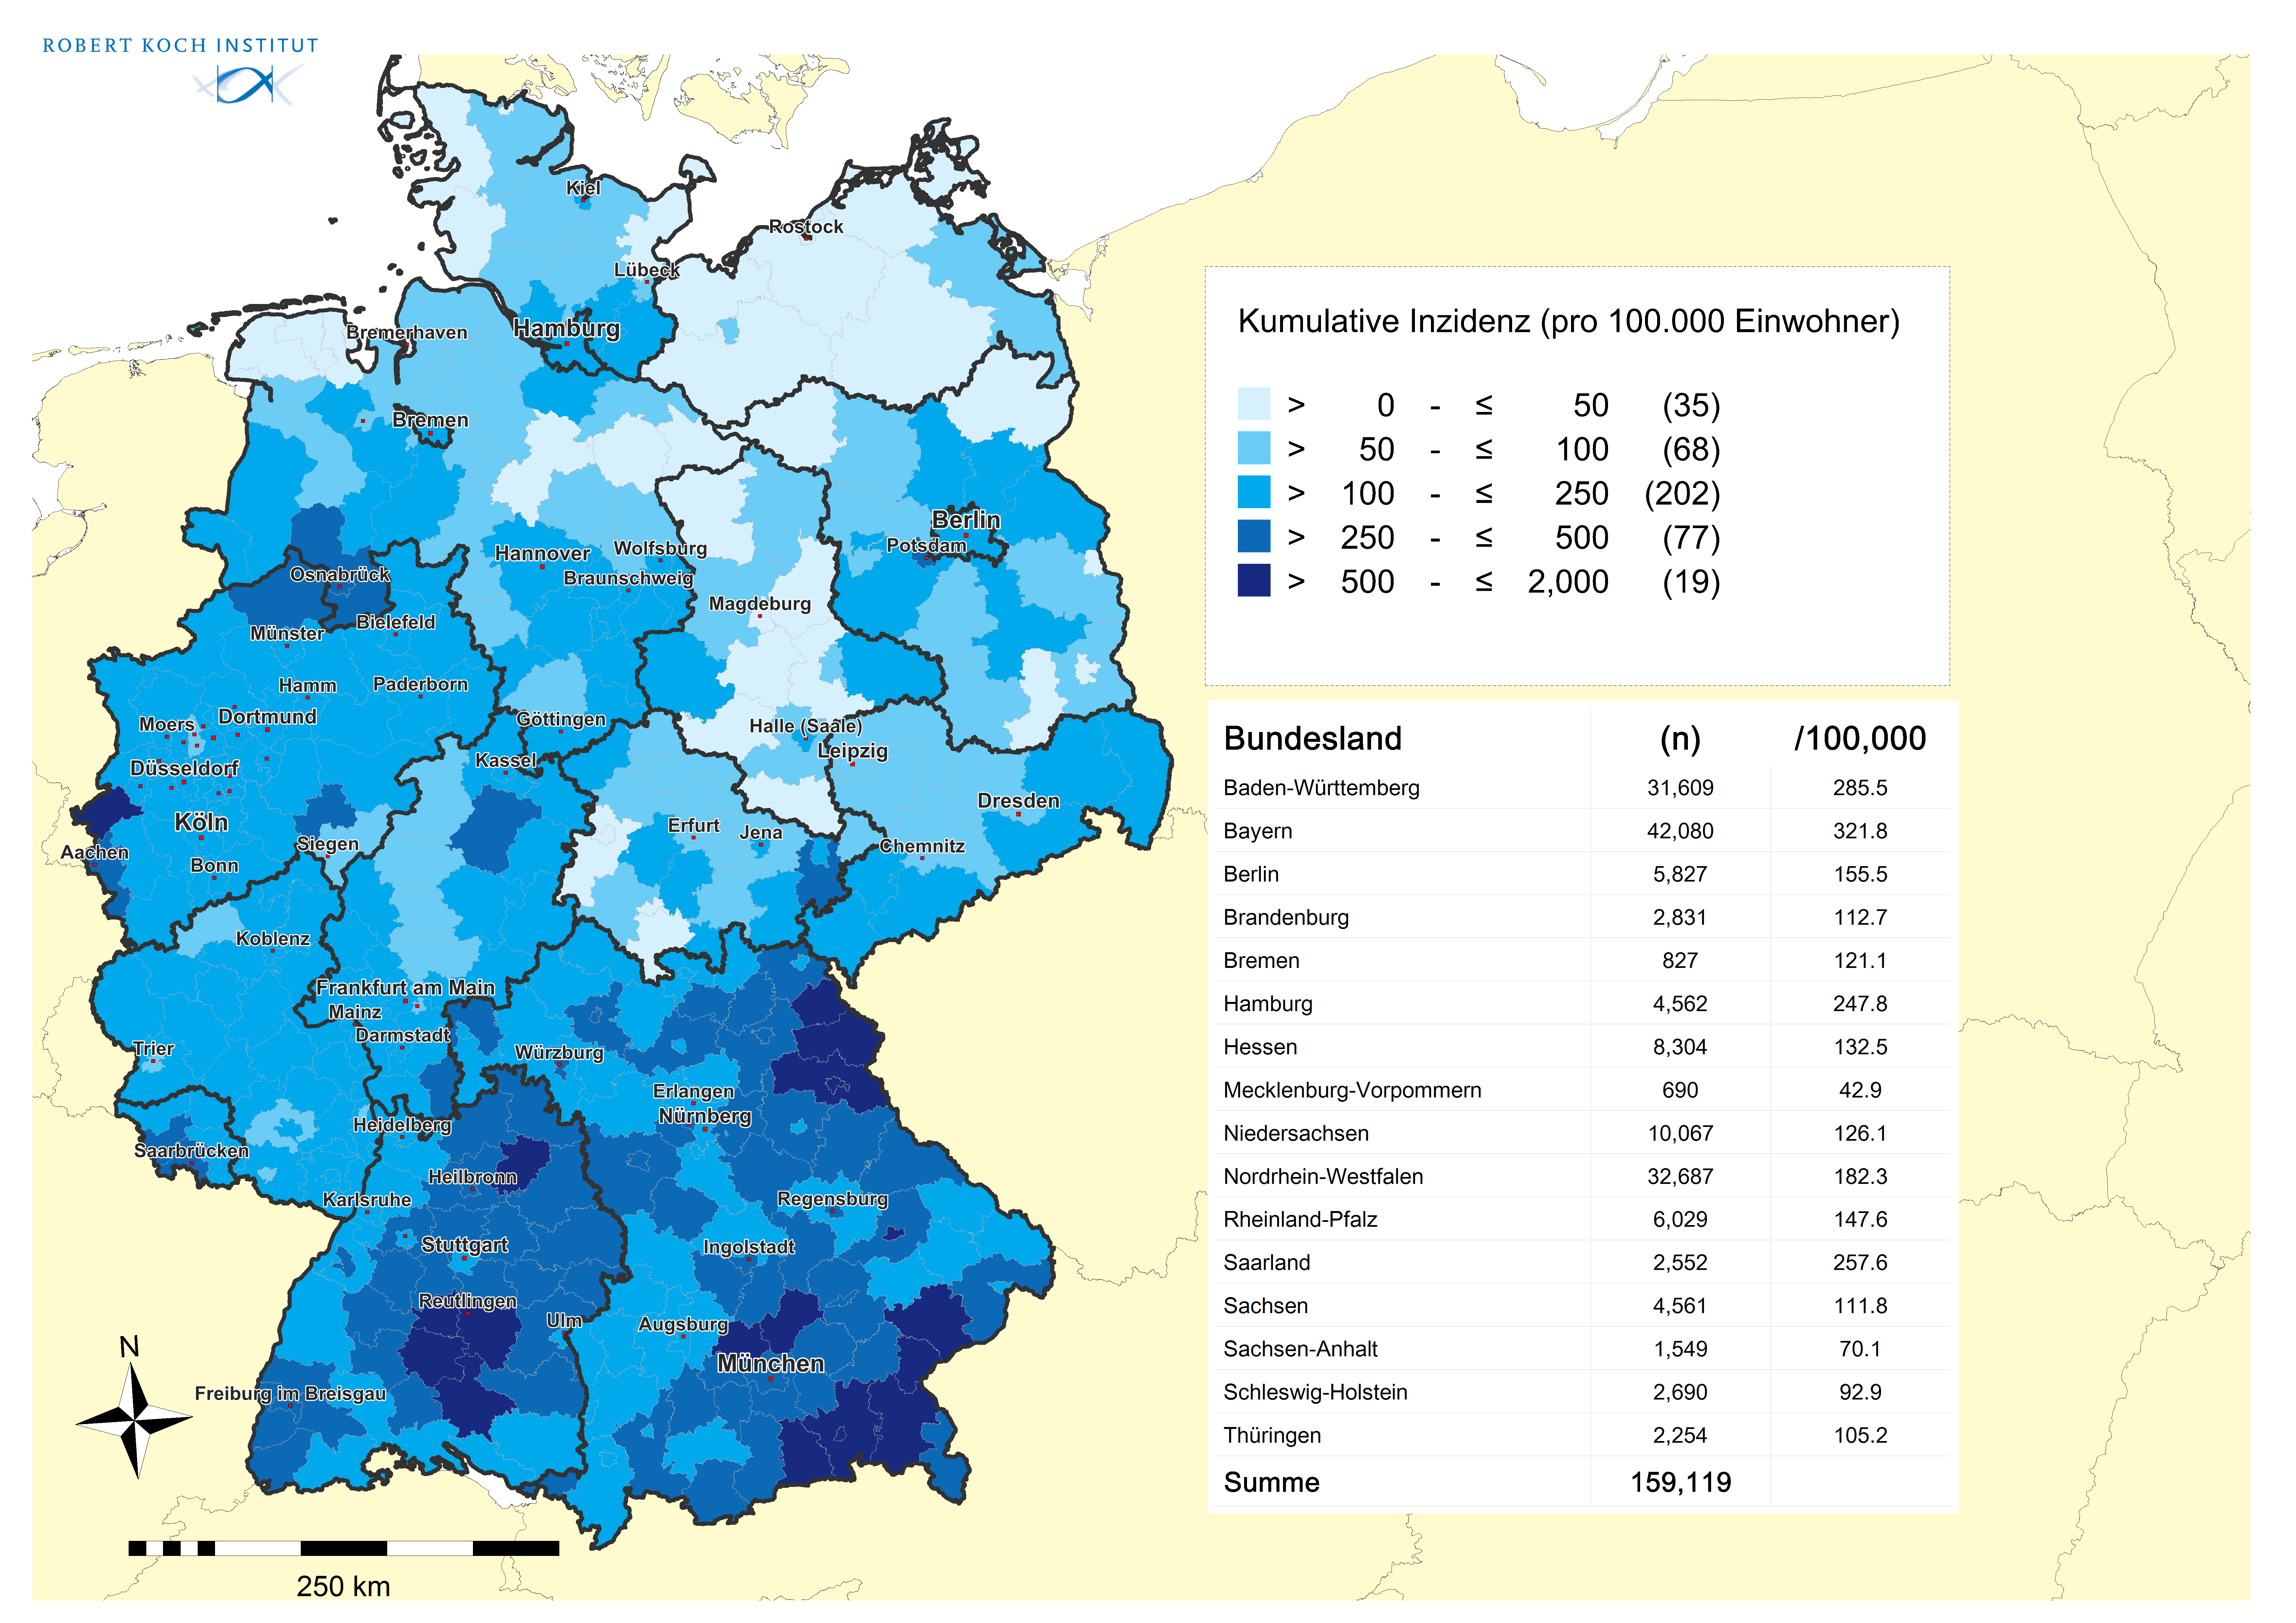 ROBERT KOCH INSTITUT
Kiel
Rostock
Lübeck
Bremerhaven
Hamburg
Bremen
Berlin
Potsdam
Hannover
Wolfsburg
Osnabrück
Braunschweig
Magdeburg
Bielefeld
Münster
Hamm
Paderborn
Moers
Dortmund
Göttingen
Halle (Saale)
Leipzig
Kassel
Düsseldorf
Dresden
Köln
Erfurt
Jena
Siegen
Chemnitz
Aachen
Bonn
Koblenz
Frankfurt am Main
Mainz
Darmstadt
Trier
Würzburg
Erlangen
Nürnberg
Heidelberg
Saarbrücken
Heilbronn
Karlsruhe
Regensburg
Stuttgart
Ingolstadt
Reutlingen
Ulm
Augsburg
München
Freiburg im Breisgau
N
250 km
Kumulative Inzidenz (pro 100.000 Einwohner)
> 0 - ≤ 50 (35)
> 50 - ≤ 100 (68)
> 100 - ≤ 250 (202)
> 250 - ≤ 500 (77)
> 500 - ≤ 2,000 (19)
Bundesland (n) /100,000
Baden-Württemberg 31,609 285.5
Bayern 42,080 321.8
Berlin 5,827 155.5
Brandenburg 2,831 112.7
Bremen 827 121.1
Hamburg 4,562 247.8
Hessen 8,304 132.5
Mecklenburg-Vorpommern 690 42.9
Niedersachsen 10,067 126.1
Nordrhein-Westfalen 32,687 182.3
Rheinland-Pfalz 6,029 147.6
Saarland 2,552 257.6
Sachsen 4,561 111.8
Sachsen-Anhalt 1,549 70.1
Schleswig-Holstein 2,690 92.9
Thüringen 2,254 105.2
Summe 159,119